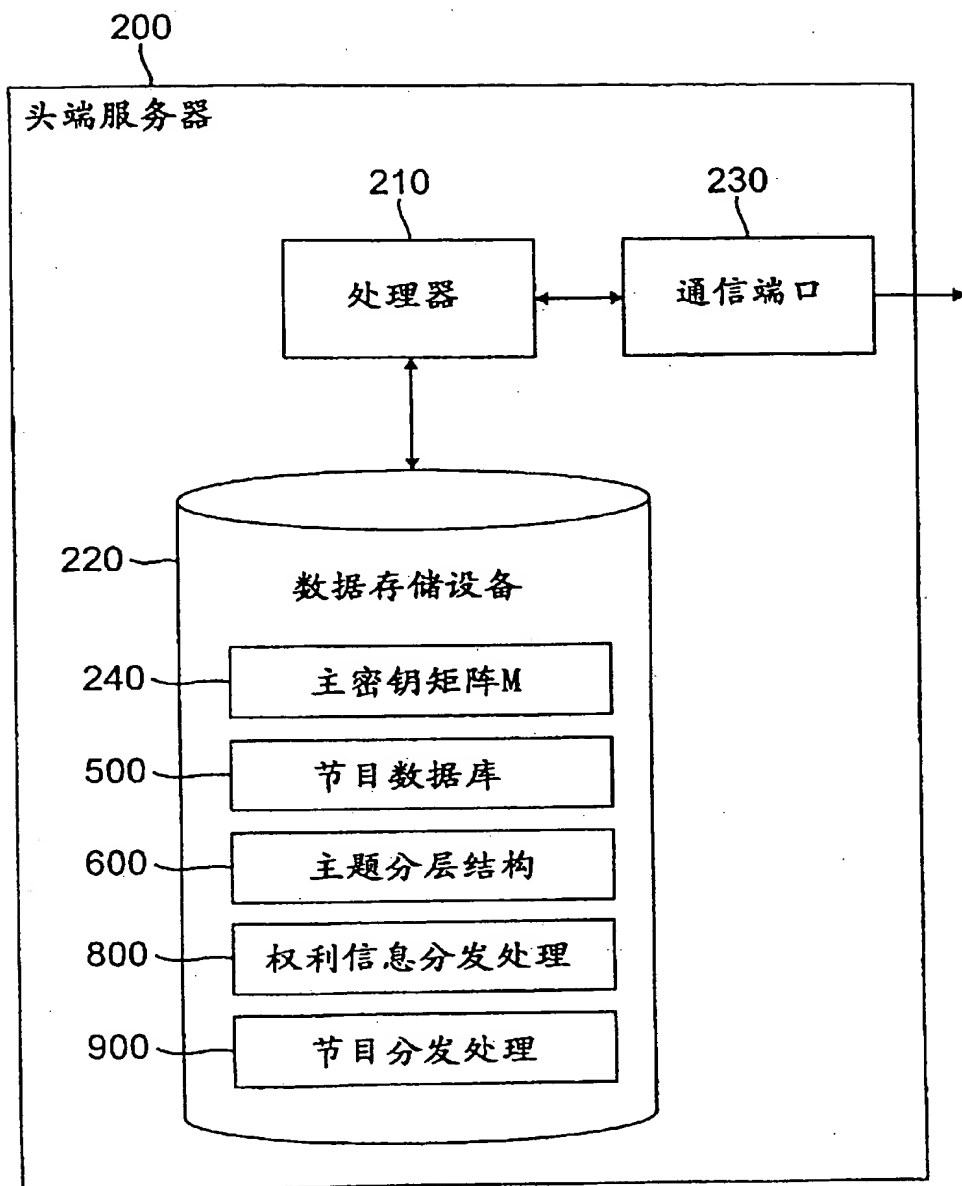 200
头端服务器
210
230
处理器
通信端口
220
数据存储设备
240
主密钥矩阵M
500
节目数据库
600
主题分层结构
800
权利信息分发处理
900
节目分发处理